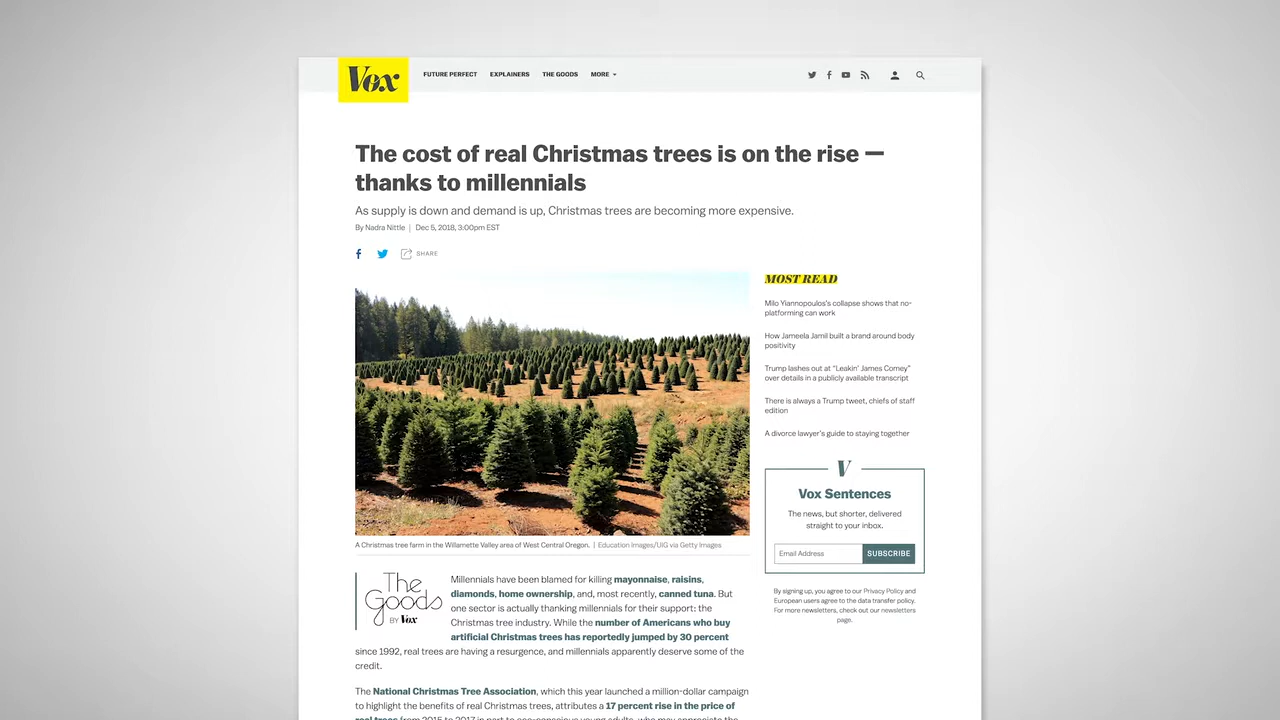 Vox
FUTURE PERFECT EXPLAINERS THE GOODS MORE
The cost of real Christmas trees is on the rise —
thanks to millennials
As supply is down and demand is up, Christmas trees are becoming more expensive.
By Nadra Nittle | Dec 5, 2018, 3:00pm EST
SHARE
A Christmas tree farm in the Willamette Valley area of West Central Oregon. | Education Images/UIG via Getty Images
The
Goods
BY Vox
Millennials have been blamed for killing mayonnaise, raisins,
diamonds, home ownership, and, most recently, canned tuna. But
one sector is actually thanking millennials for their support: the
Christmas tree industry. While the number of Americans who buy
artificial Christmas trees has reportedly jumped by 30 percent
since 1992, real trees are having a resurgence, and millennials apparently deserve some of the
credit.
The National Christmas Tree Association, which this year launched a million-dollar campaign
to highlight the benefits of real Christmas trees, attributes a 17 percent rise in the price of
real trees from 2015 to 2017 in part to eco-conscious young adults, who may appreciate the
MOST READ
Milo Yiannopoulos's collapse shows that no-
platforming can work
How Jameela Jamil built a brand around body
positivity
Trump lashes out at “Leakin’ James Comey”
over details in a publicly available transcript
There is always a Trump tweet, chiefs of staff
edition
A divorce lawyer’s guide to staying together
V
Vox Sentences
The news, but shorter, delivered
straight to your inbox.
Email Address SUBSCRIBE
By signing up, you agree to our Privacy Policy and
European users agree to the data transfer policy.
For more newsletters, check out our newsletters
page.